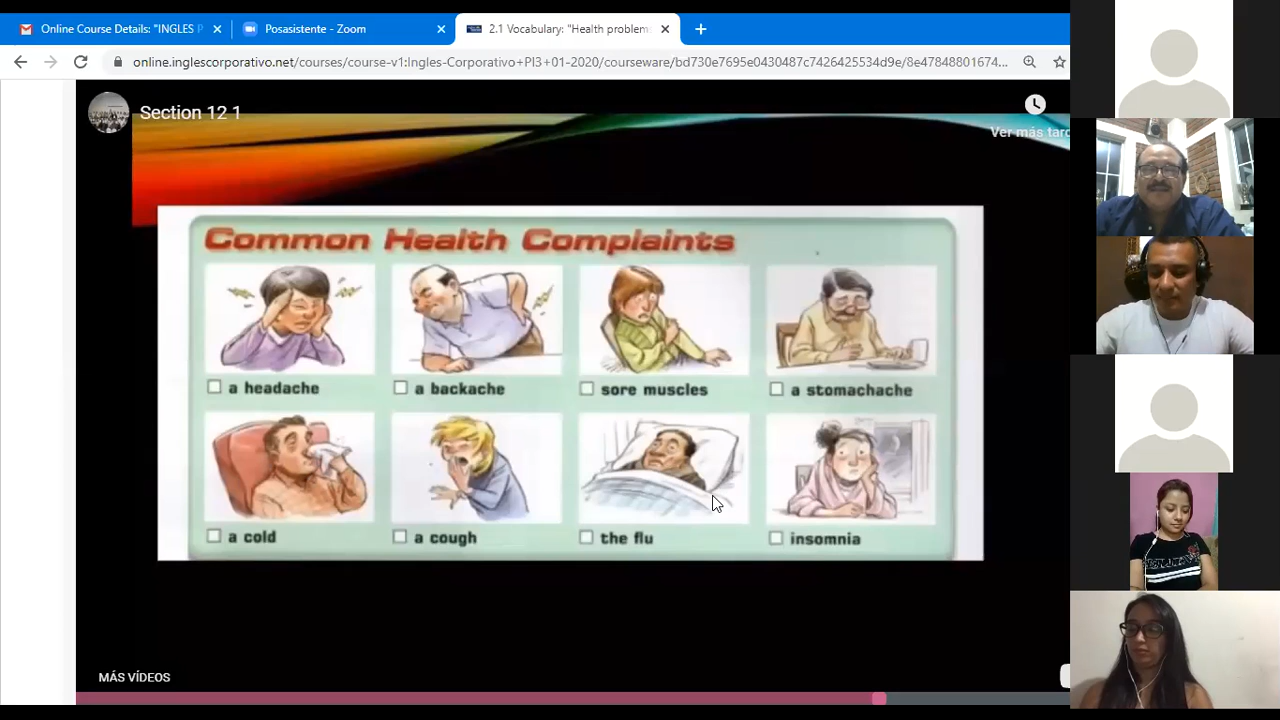 Online Course Details: "INGLES P
Posasistente - Zoom
2.1 Vocabulary: "Health problem
online.inglescorporativo.net/courses/course-v1:Ingles-Corporativo+PI3+01-2020/courseware/bd730e7695e0430487c7426425534d9e/8e47848801674...
Section 12 1
Ver más tard
Common Health Complaints
a headache
a backache
sore muscles
a stomachache
a cold
a cough
the flu
insomnia
MÁS VÍDEOS